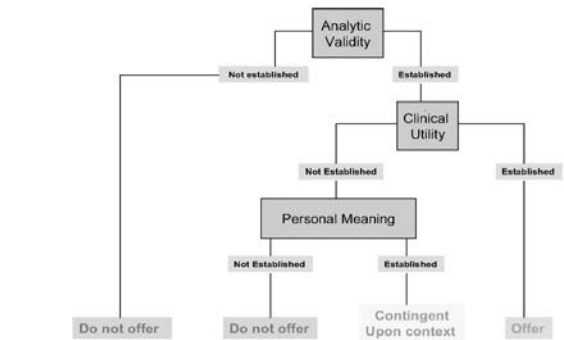 Analytic
Validity
Not established
Established
Clinical
Utility
Not Established
Established
Personal Meaning
Not Established
Established
Do not offer
Do not offer
Contingent
Upon context
Offer